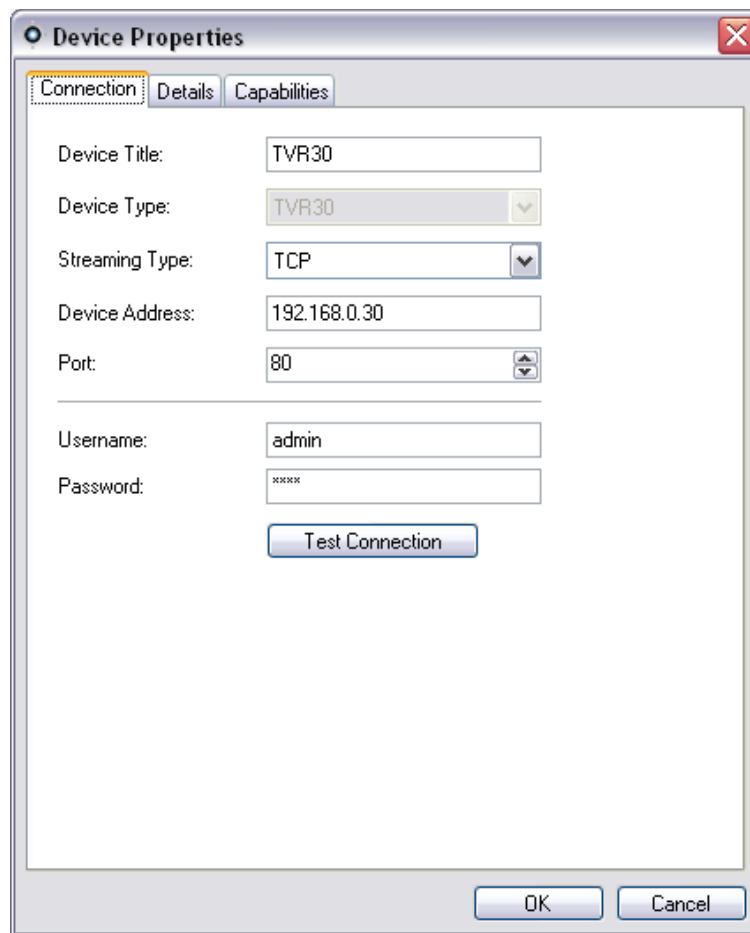 Device Properties
Connection Details Capabilities
Device Title: TVR30
Device Type: TVR30
Streaming Type: TCP
Device Address: 192.168.0.30
Port: 80
Username: admin
Password: ****
Test Connection
OK Cancel